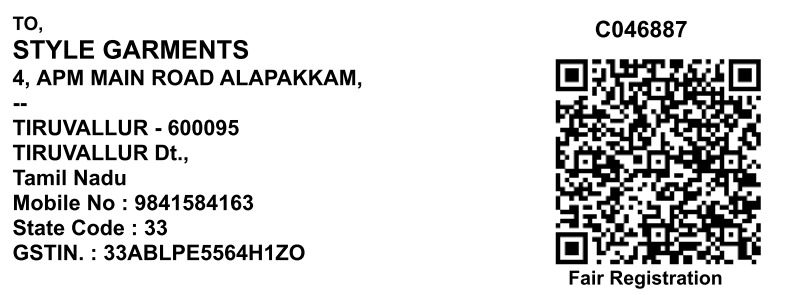 TO,
STYLE GARMENTS
4, APM MAIN ROAD ALAPAKKAM,
--
TIRUVALLUR - 600095
TIRUVALLUR Dt.,
Tamil Nadu
Mobile No : 9841584163
State Code : 33
GSTIN. : 33ABLPE5564H1ZO
C046887
Fair Registration